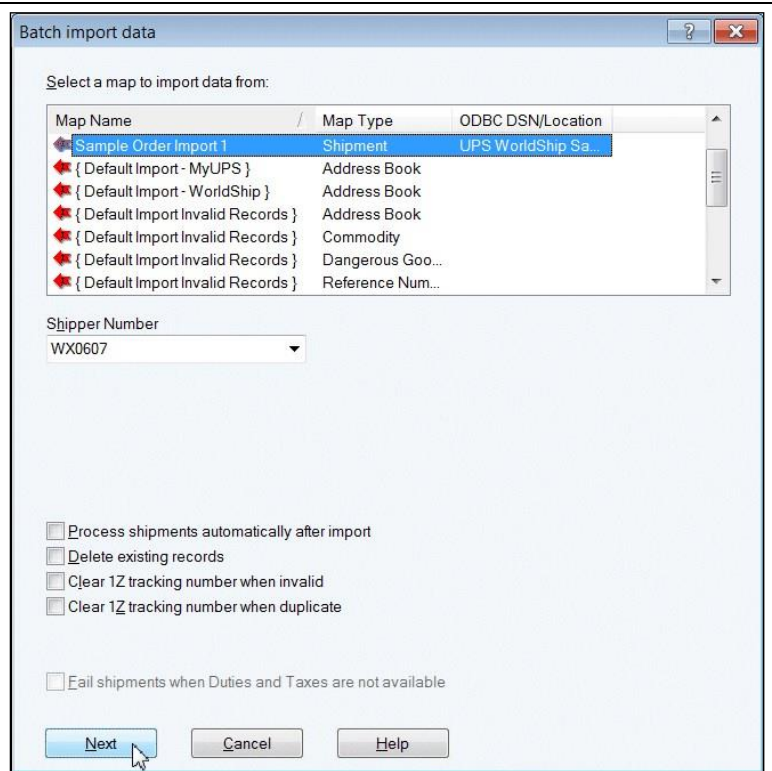 Batch import data
Select a map to import data from:
Map Name / Map Type ODBC DSN/Location
Sample Order Import 1 Shipment UPS WorldShip Sa...
{ Default Import - MyUPS } Address Book
{ Default Import - WorldShip } Address Book
{ Default Import Invalid Records } Address Book
{ Default Import Invalid Records } Commodity
{ Default Import Invalid Records } Dangerous Goo...
{ Default Import Invalid Records } Reference Num...
Shipper Number
WX0607
Process shipments automatically after import
Delete existing records
Clear 1Z tracking number when invalid
Clear 1Z tracking number when duplicate
Fail shipments when Duties and Taxes are not available
Next Cancel Help